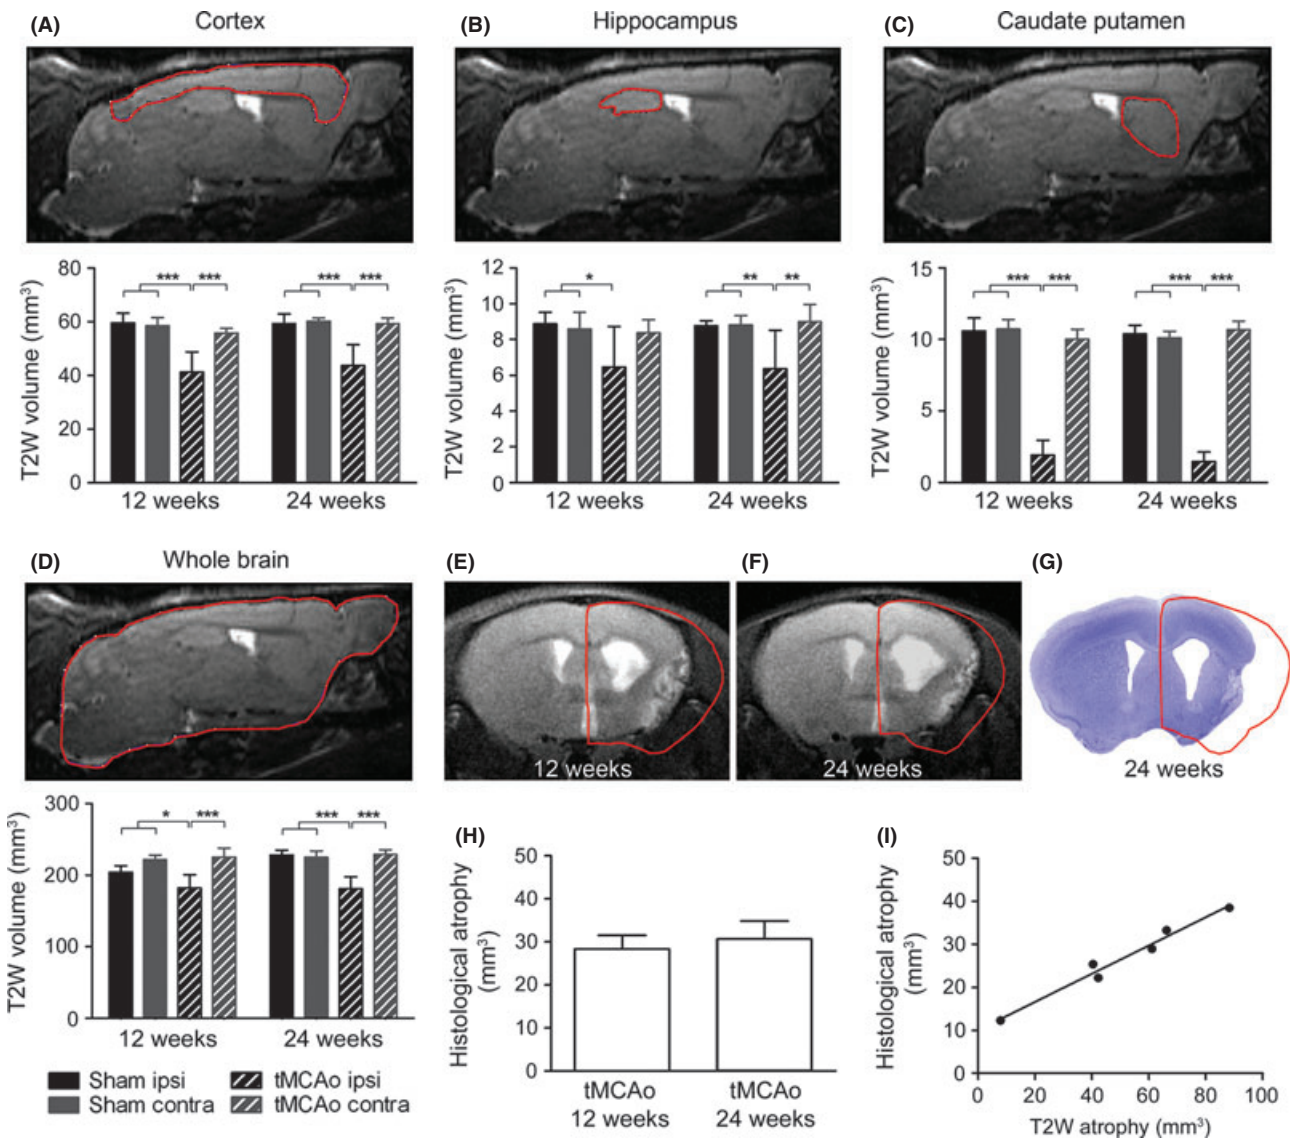 (A) Cortex
(B) Hippocampus
(C) Caudate putamen
T2W volume (mm³)
80
60
40
20
0
*** ***
*** ***
12 weeks 24 weeks
T2W volume (mm³)
12
10
8
6
4
2
0
*
** **
12 weeks 24 weeks
T2W volume (mm³)
15
10
5
0
*** ***
*** ***
12 weeks 24 weeks
(D) Whole brain
(E)
12 weeks
(F)
24 weeks
(G)
24 weeks
T2W volume (mm³)
300
200
100
0
* ***
*** ***
12 weeks 24 weeks
Sham ipsi
Sham contra
tMCAo ipsi
tMCAo contra
(H)
Histological atrophy
(mm³)
50
40
30
20
10
0
tMCAo
12 weeks
tMCAo
24 weeks
(I)
Histological atrophy
(mm³)
50
40
30
20
10
0
0 20 40 60 80 100
T2W atrophy (mm³)